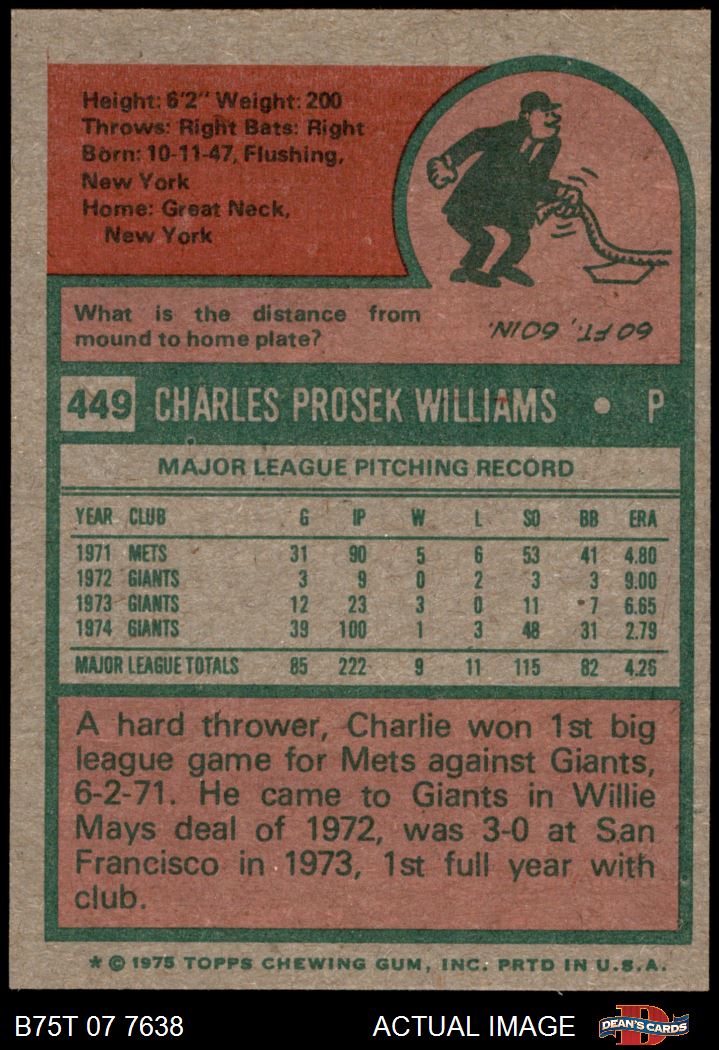 Height: 6'2" Weight: 200
Throws: Right Bats: Right
Born: 10-11-47, Flushing,
New York
Home: Great Neck,
New York
What is the distance from
mound to home plate?
60 FT., 6 OIN.
449 CHARLES PROSEK WILLIAMS • P
MAJOR LEAGUE PITCHING RECORD
YEAR CLUB G IP W L SO BB ERA
1971 METS 31 90 5 6 53 41 4.80
1972 GIANTS 3 9 0 2 3 3 9.00
1973 GIANTS 12 23 3 0 11 7 6.65
1974 GIANTS 39 100 1 3 48 31 2.79
MAJOR LEAGUE TOTALS 85 222 9 11 115 82 4.26
A hard thrower, Charlie won 1st big
league game for Mets against Giants,
6-2-71. He came to Giants in Willie
Mays deal of 1972, was 3-0 at San
Francisco in 1973, 1st full year with
club.
* © 1975 TOPPS CHEWING GUM, INC. PRTD IN U.S.A.
B75T 07 7638 ACTUAL IMAGE DEAN'S CARDS